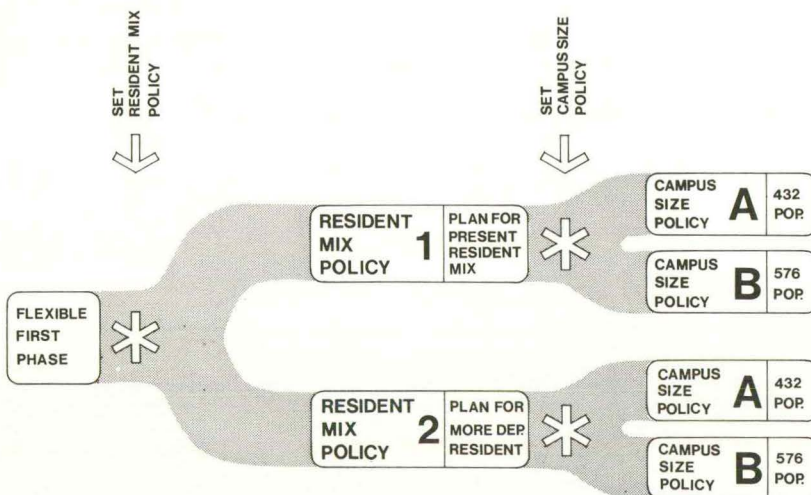 SET
RESIDENT MIX
POLICY
SET
CAMPUS SIZE
POLICY
FLEXIBLE
FIRST
PHASE
RESIDENT
MIX
POLICY
1
PLAN FOR
PRESENT
RESIDENT
MIX
CAMPUS
SIZE
POLICY
A
432
POP.
CAMPUS
SIZE
POLICY
B
576
POP.
RESIDENT
MIX
POLICY
2
PLAN FOR
MORE DEP.
RESIDENT
CAMPUS
SIZE
POLICY
A
432
POP.
CAMPUS
SIZE
POLICY
B
576
POP.